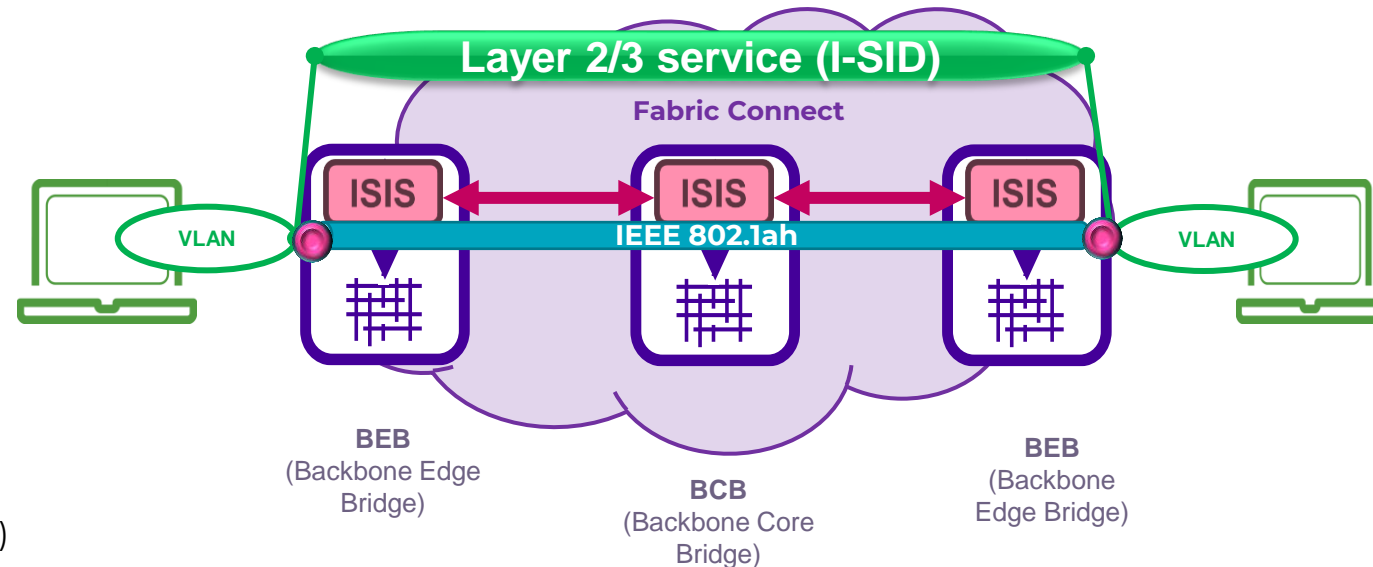 Layer 2/3 service (I-SID)
Fabric Connect
ISIS
ISIS
ISIS
VLAN
IEEE 802.1ah
VLAN
BEB
(Backbone Edge
Bridge)
BCB
(Backbone Core
Bridge)
BEB
(Backbone
Edge Bridge)
)